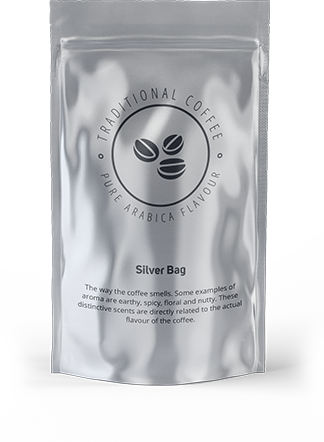 TRADITIONAL COFFEE
PURE ARABICA FLAVOUR
Silver Bag
The way the coffee smells. Some examples of
aroma are earthy, spicy, floral and nutty. These
distinctive scents are directly related to the actual
flavour of the coffee.